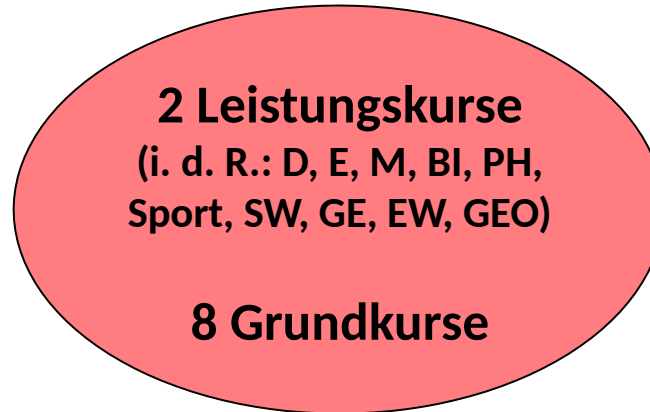 2 Leistungskurse
(i. d. R.: D, E, M, BI, PH,
Sport, SW, GE, EW, GEO)
8 Grundkurse